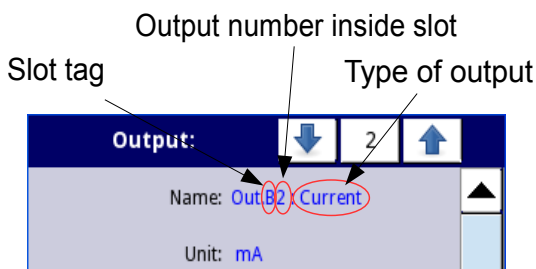 Output number inside slot
Slot tag
Type of output
Output:
2
Name: Out.B2 : Current
Unit: mA